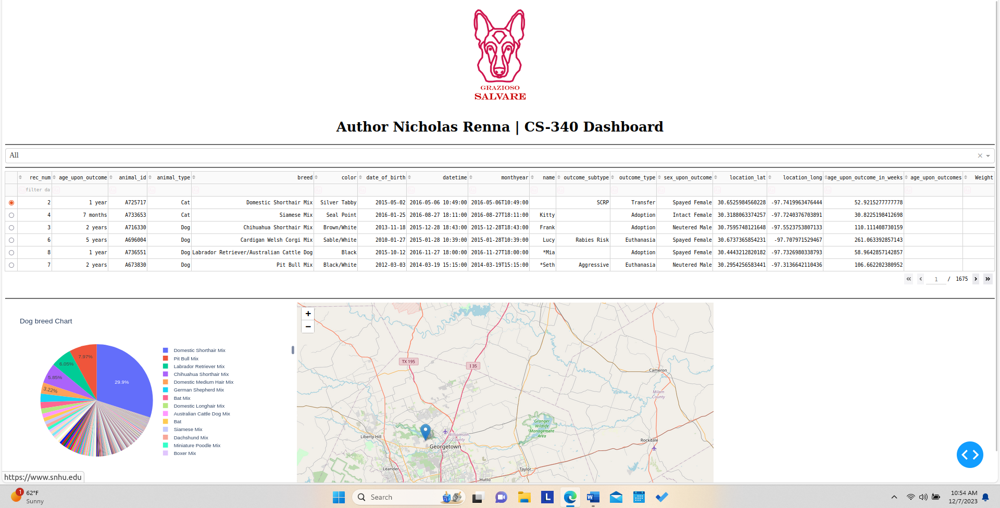 GRAZIOSO
SALVARE
Author Nicholas Renna | CS-340 Dashboard
All
rec_num age_upon_outcome animal_id animal_type breed color date_of_birth datetime monthyear name outcome_subtype outcome_type sex_upon_outcome location_lat location_long age_upon_outcome_in_weeks age_upon_outcomes Weight
filter da
2 1 year A725717 Cat Domestic Shorthair Mix Silver Tabby 2015-05-02 2016-05-06 10:49:00 2016-05-06T10:49:00 SCRP Transfer Spayed Female 30.6525984560228 -97.7419963476444 52.9215277777778
4 7 months A733653 Cat Siamese Mix Seal Point 2016-01-25 2016-08-27 18:11:00 2016-08-27T18:11:00 Kitty Adoption Intact Female 30.3188063374257 -97.7240376703891 30.8225198412698
3 2 years A716330 Dog Chihuahua Shorthair Mix Brown/White 2013-11-18 2015-12-28 18:43:00 2015-12-28T18:43:00 Frank Adoption Neutered Male 30.7595748121648 -97.5523753807133 110.111408730159
6 5 years A696004 Dog Cardigan Welsh Corgi Mix Sable/White 2010-01-27 2015-01-28 10:39:00 2015-01-28T10:39:00 Lucy Rabies Risk Euthanasia Spayed Female 30.6737365854231 -97.707971529467 261.063392857143
8 1 year A736551 Dog Labrador Retriever/Australian Cattle Dog Black 2015-10-12 2016-11-27 18:00:00 2016-11-27T18:00:00 *Mia Adoption Spayed Female 30.4443212820182 -97.7326980338793 58.9642857142857
7 2 years A673830 Dog Pit Bull Mix Black/White 2012-03-03 2014-03-19 15:15:00 2014-03-19T15:15:00 *Seth Aggressive Euthanasia Neutered Male 30.2954256583441 -97.3136642110436 106.662202380952
1 / 1675
Dog breed Chart
29.9%
7.97%
6.05%
5.85%
3.22%
Domestic Shorthair Mix
Pit Bull Mix
Labrador Retriever Mix
Chihuahua Shorthair Mix
Domestic Medium Hair Mix
German Shepherd Mix
Bat Mix
Domestic Longhair Mix
Australian Cattle Dog Mix
Bat
Siamese Mix
Dachshund Mix
Miniature Poodle Mix
Boxer Mix
+
−
TX 195
I 35
Cameron
Milam
County
Granger
Wildlife
Management
Area
Liberty Hill
Williamson
County
Georgetown
Rockdale
Leander
Taylor
Hutto
https://www.snhu.edu
1
62°F
Sunny
Search
L
W
10:54 AM
12/7/2023